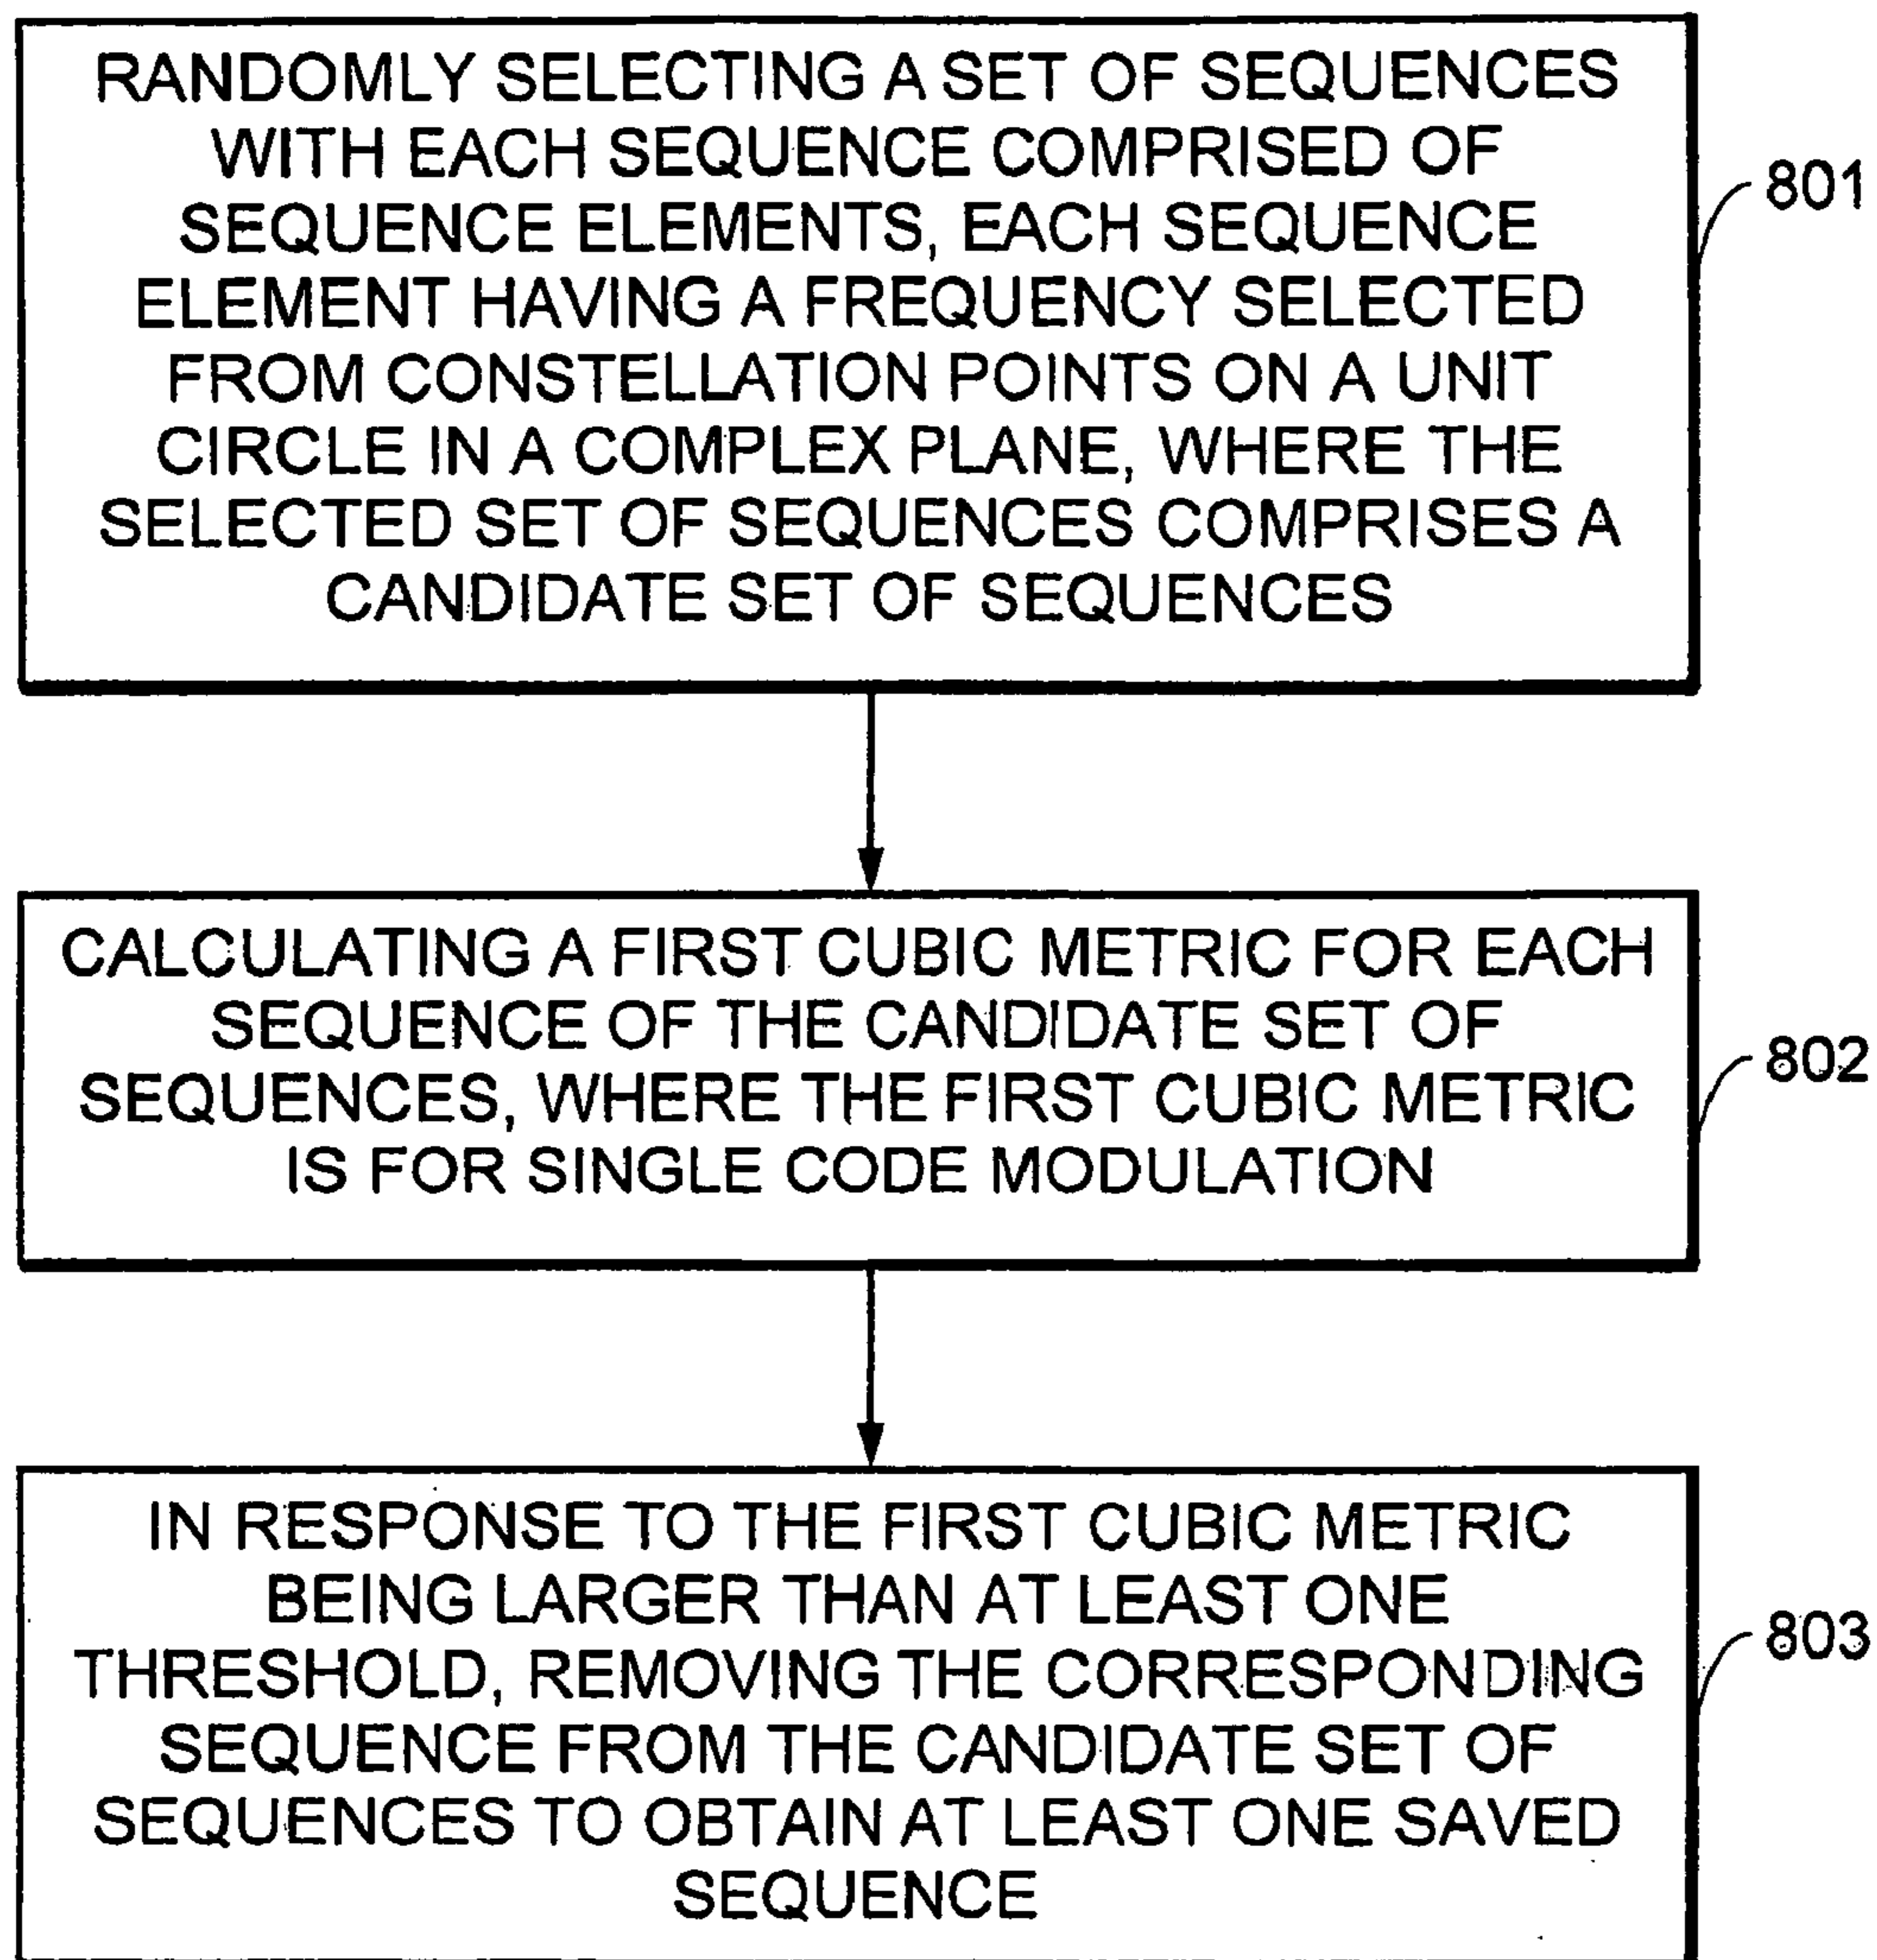 RANDOMLY SELECTING A SET OF SEQUENCES
WITH EACH SEQUENCE COMPRISED OF
SEQUENCE ELEMENTS, EACH SEQUENCE
ELEMENT HAVING A FREQUENCY SELECTED
FROM CONSTELLATION POINTS ON A UNIT
CIRCLE IN A COMPLEX PLANE, WHERE THE
SELECTED SET OF SEQUENCES COMPRISES A
CANDIDATE SET OF SEQUENCES
801
CALCULATING A FIRST CUBIC METRIC FOR EACH
SEQUENCE OF THE CANDIDATE SET OF
SEQUENCES, WHERE THE FIRST CUBIC METRIC
IS FOR SINGLE CODE MODULATION
802
IN RESPONSE TO THE FIRST CUBIC METRIC
BEING LARGER THAN AT LEAST ONE
THRESHOLD, REMOVING THE CORRESPONDING
SEQUENCE FROM THE CANDIDATE SET OF
SEQUENCES TO OBTAIN AT LEAST ONE SAVED
SEQUENCE
803